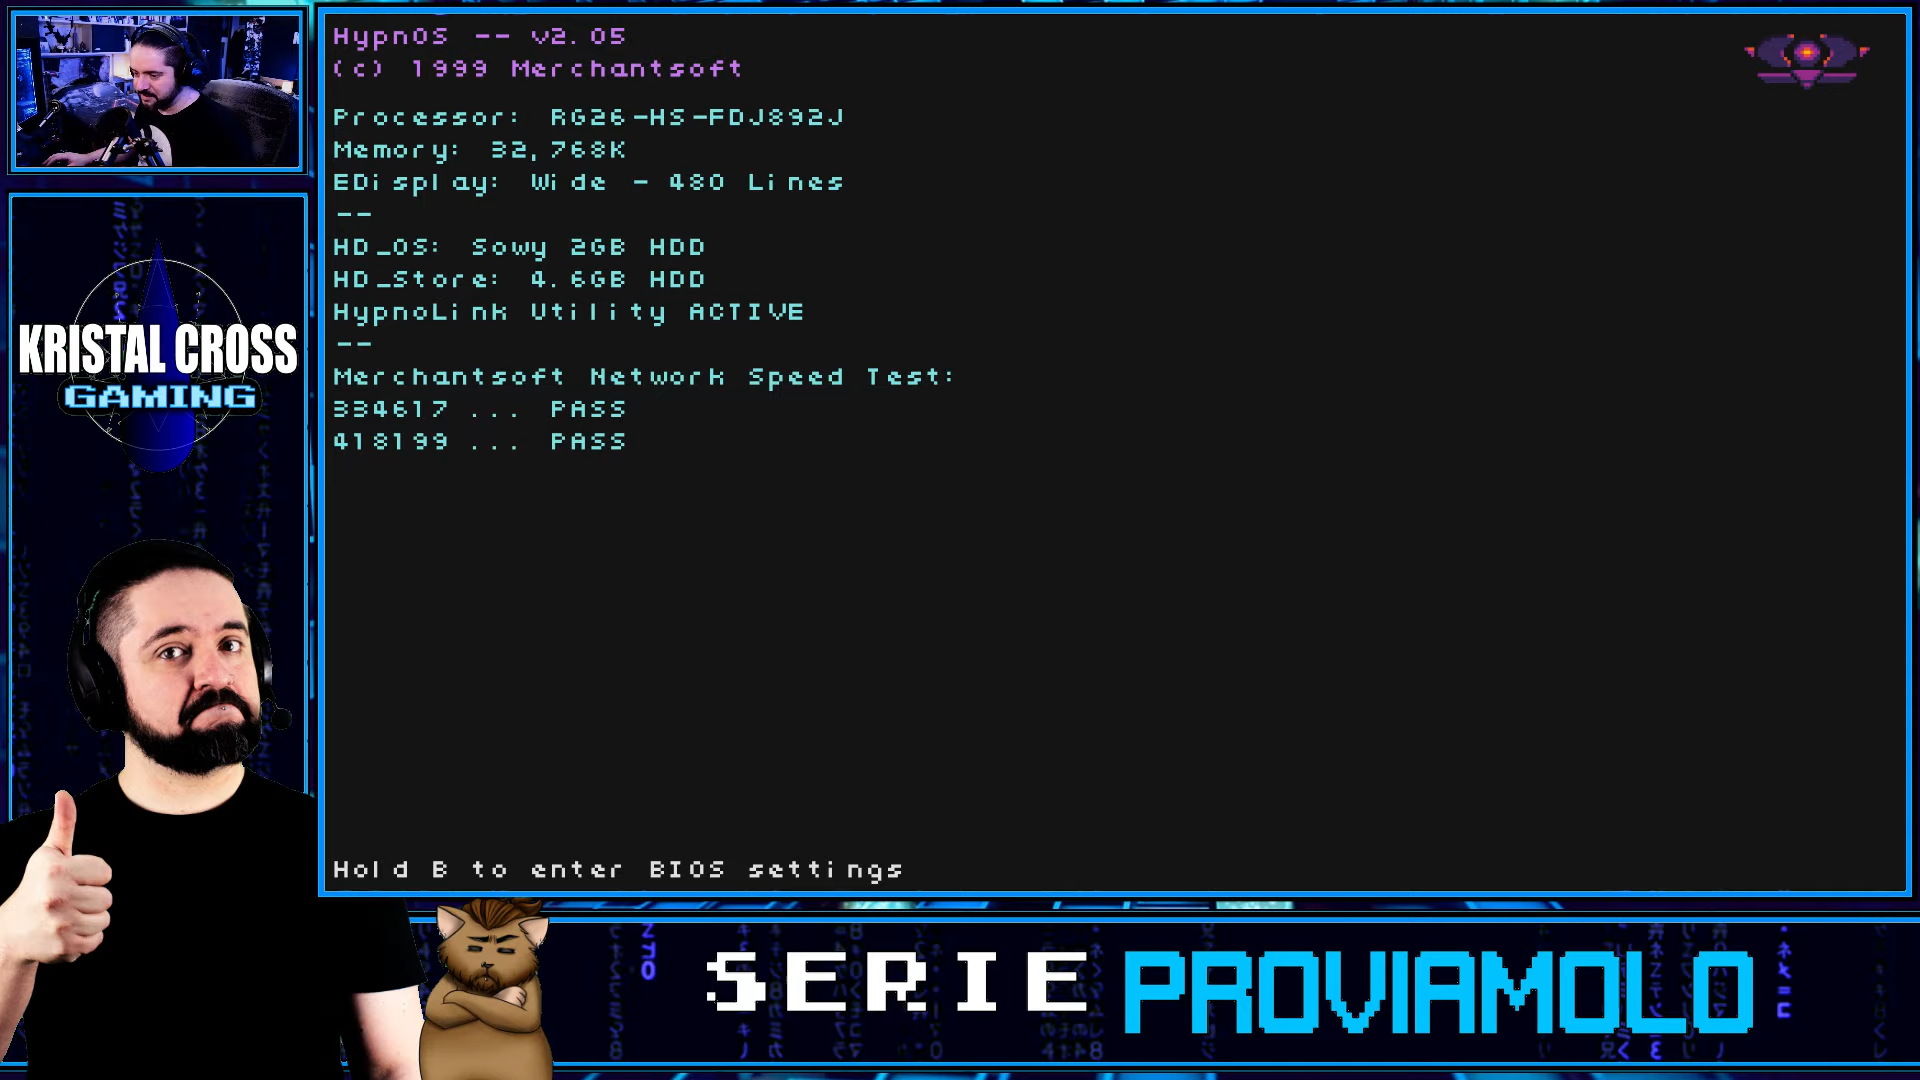 HypnOS -- v2.05
(c) 1999 Merchantsoft
Processor: RG26-HS-FDJ892J
Memory: 32,768K
EDisplay: Wide - 480 Lines
--
HD_OS: Sowy 2GB HDD
HD_Store: 4.6GB HDD
HypnoLink Utility ACTIVE
--
Merchantsoft Network Speed Test:
334617 ... PASS
418199 ... PASS
Hold B to enter BIOS settings
KRISTAL CROSS
GAMING
SERIE PROVIAMOLO